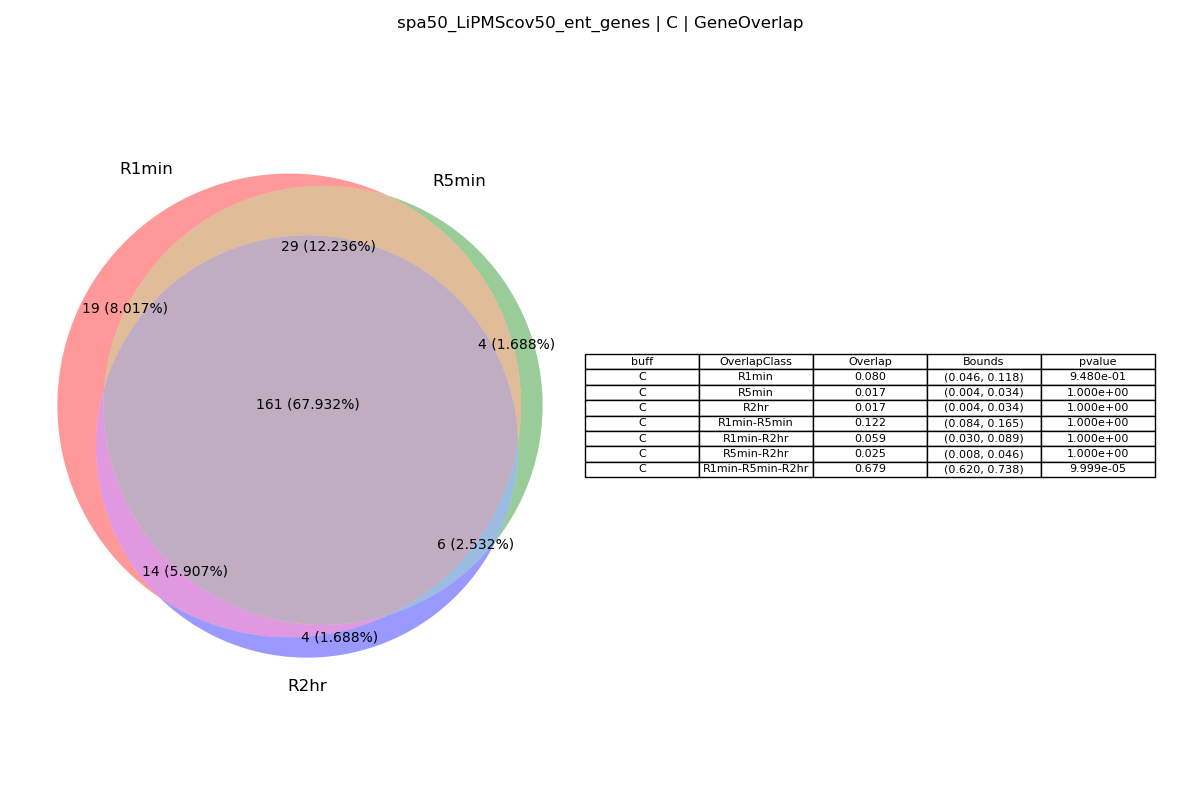 spa50_LiPMScov50_ent_genes | C | GeneOverlap
R1min
R5min
29 (12.236%)
19 (8.017%)
4 (1.688%)
161 (67.932%)
6 (2.532%)
14 (5.907%)
4 (1.688%)
R2hr
buff OverlapClass Overlap Bounds pvalue
C R1min 0.080 (0.046, 0.118) 9.480e-01
C R5min 0.017 (0.004, 0.034) 1.000e+00
C R2hr 0.017 (0.004, 0.034) 1.000e+00
C R1min-R5min 0.122 (0.084, 0.165) 1.000e+00
C R1min-R2hr 0.059 (0.030, 0.089) 1.000e+00
C R5min-R2hr 0.025 (0.008, 0.046) 1.000e+00
C R1min-R5min-R2hr 0.679 (0.620, 0.738) 9.999e-05